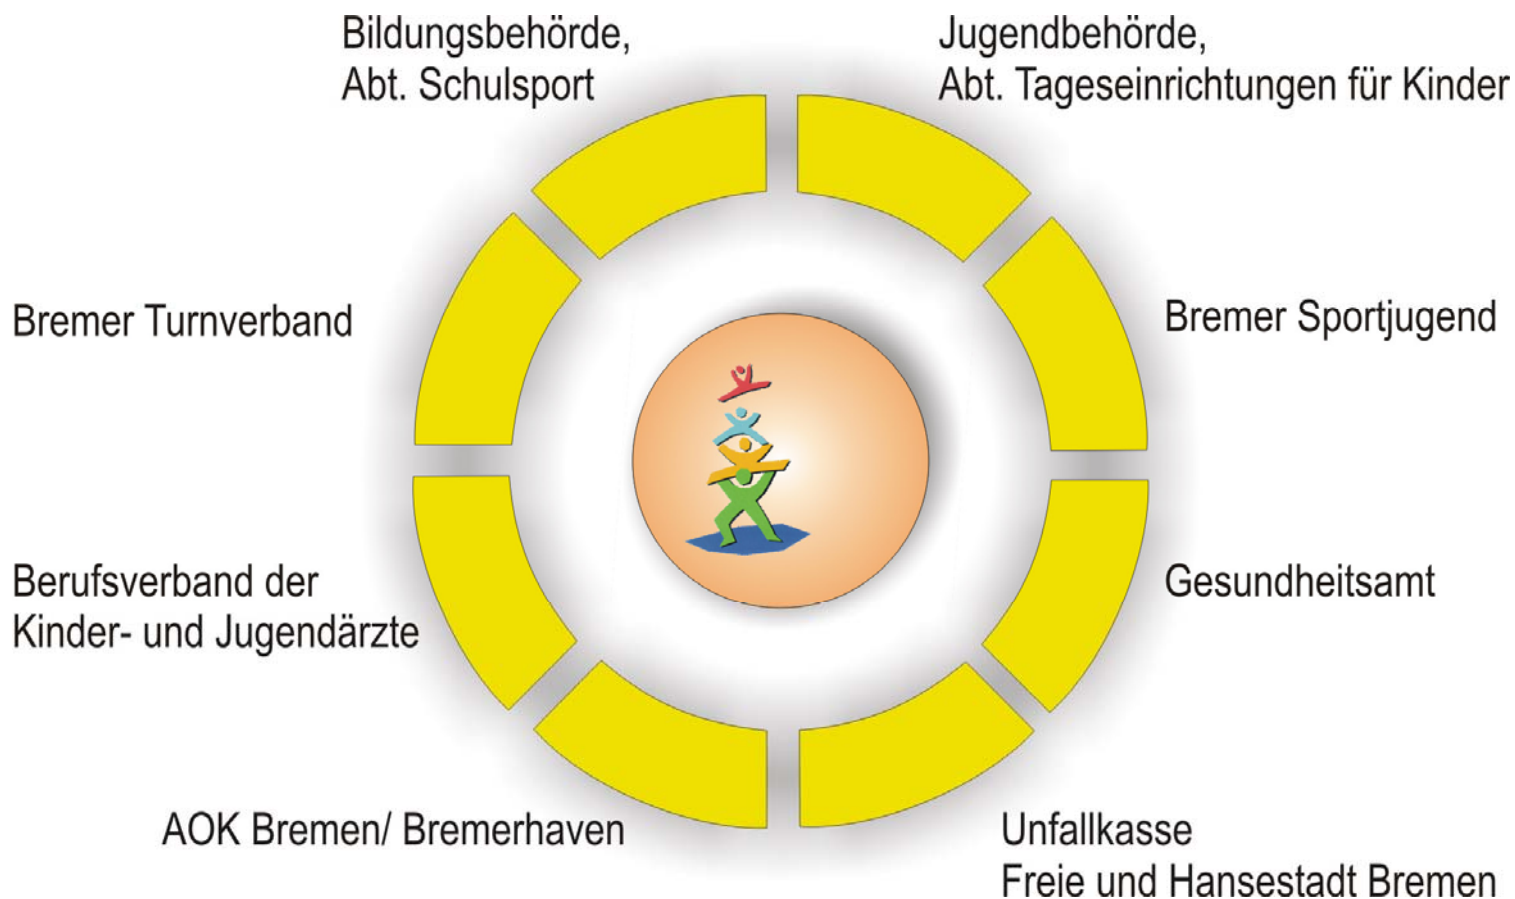 Bildungsbehörde,
Abt. Schulsport
Jugendbehörde,
Abt. Tageseinrichtungen für Kinder
Bremer Turnverband
Bremer Sportjugend
Berufsverband der
Kinder- und Jugendärzte
Gesundheitsamt
AOK Bremen/ Bremerhaven
Unfallkasse
Freie und Hansestadt Bremen